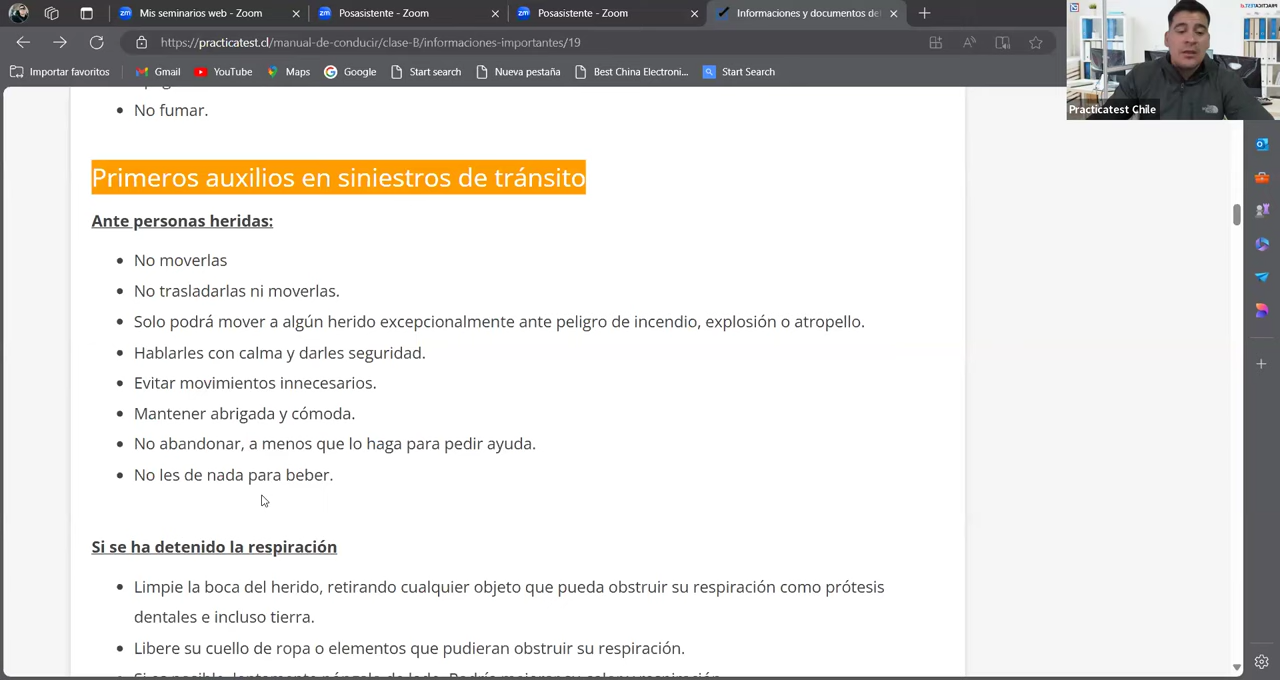 Mis seminarios web - Zoom
Posasistente - Zoom
Posasistente - Zoom
Informaciones y documentos de
https://practicatest.cl/manual-de-conducir/clase-B/informaciones-importantes/19
Importar favoritos
Gmail
YouTube
Maps
Google
Start search
Nueva pestaña
Best China Electroni...
Start Search
Practicatest Chile
No fumar.
Primeros auxilios en siniestros de tránsito
Ante personas heridas:
No moverlas
No trasladarlas ni moverlas.
Solo podrá mover a algún herido excepcionalmente ante peligro de incendio, explosión o atropello.
Hablarles con calma y darles seguridad.
Evitar movimientos innecesarios.
Mantener abrigada y cómoda.
No abandonar, a menos que lo haga para pedir ayuda.
No les de nada para beber.
Si se ha detenido la respiración
Limpie la boca del herido, retirando cualquier objeto que pueda obstruir su respiración como prótesis
dentales e incluso tierra.
Libere su cuello de ropa o elementos que pudieran obstruir su respiración.